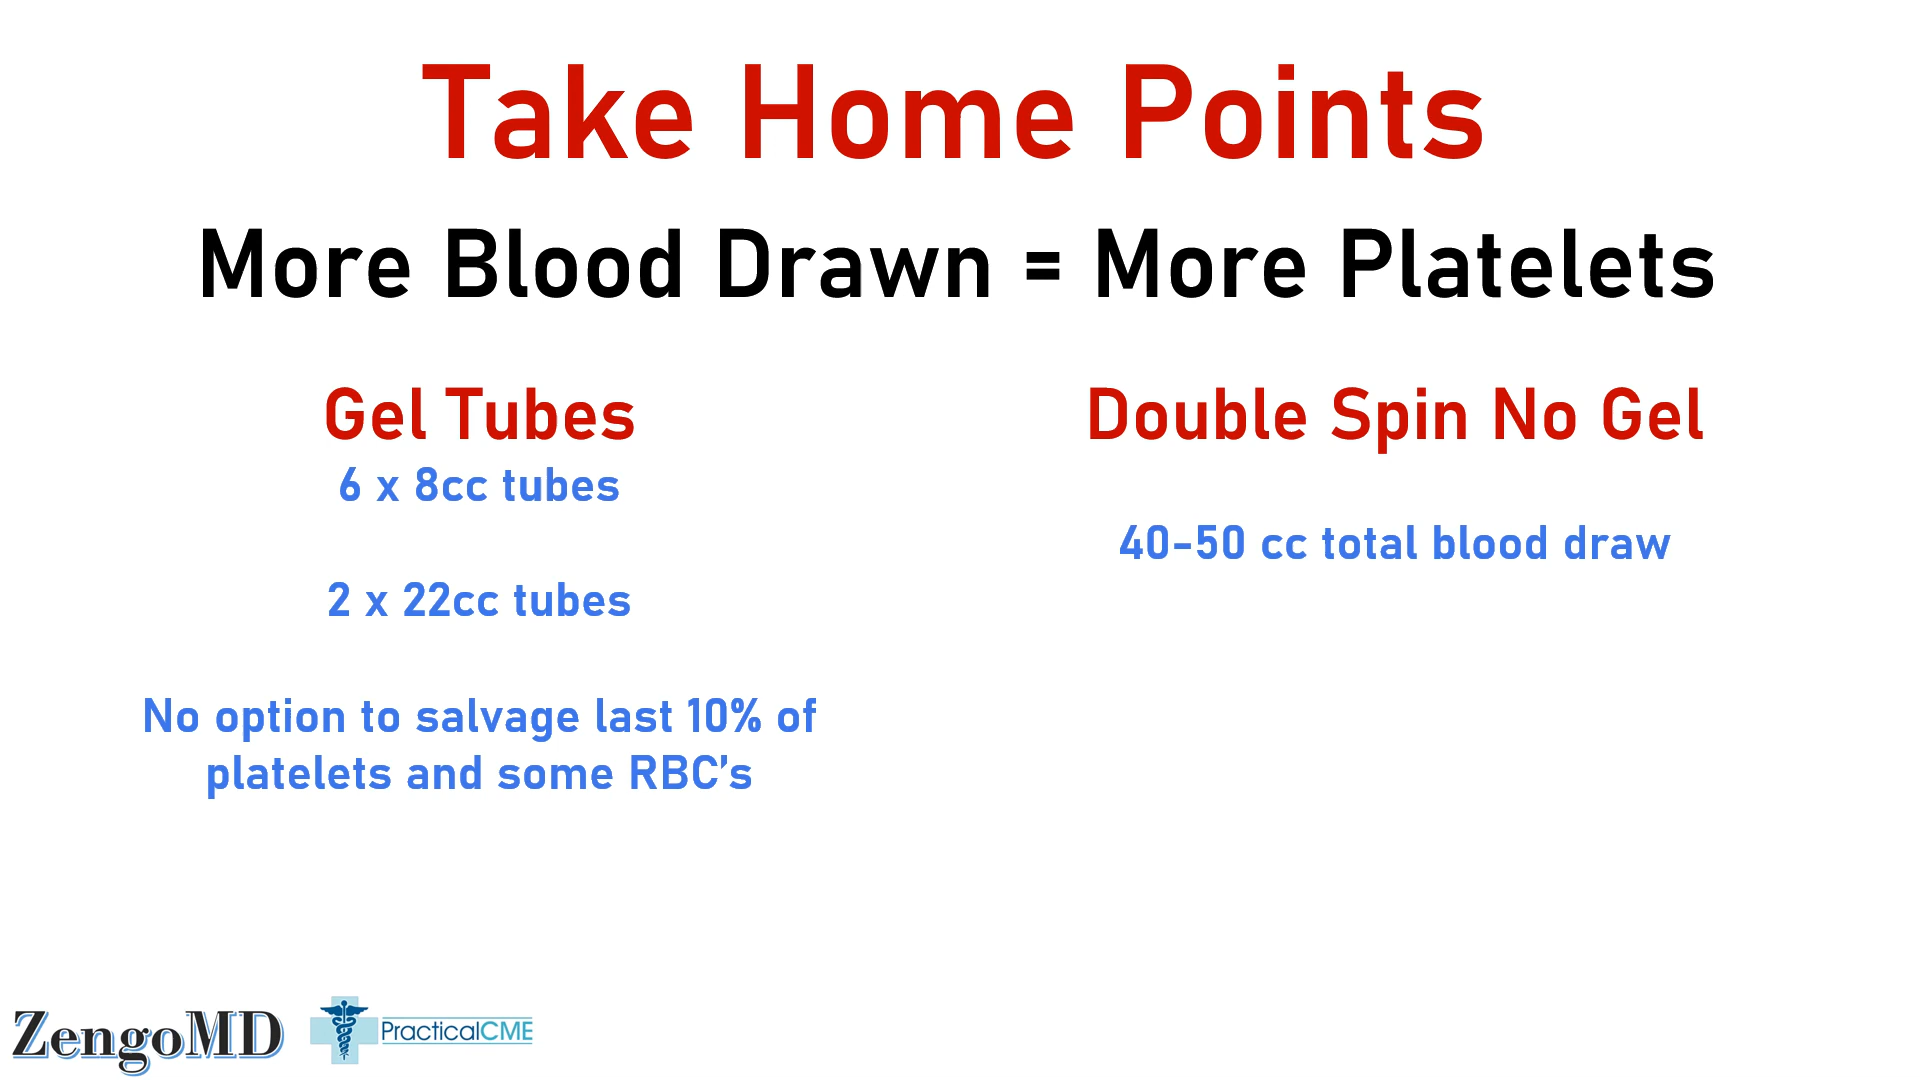 Take Home Points
More Blood Drawn = More Platelets
Gel Tubes
6 x 8cc tubes
2 x 22cc tubes
No option to salvage last 10% of
platelets and some RBC’s
Double Spin No Gel
40-50 cc total blood draw
ZengoMD
PracticalCME